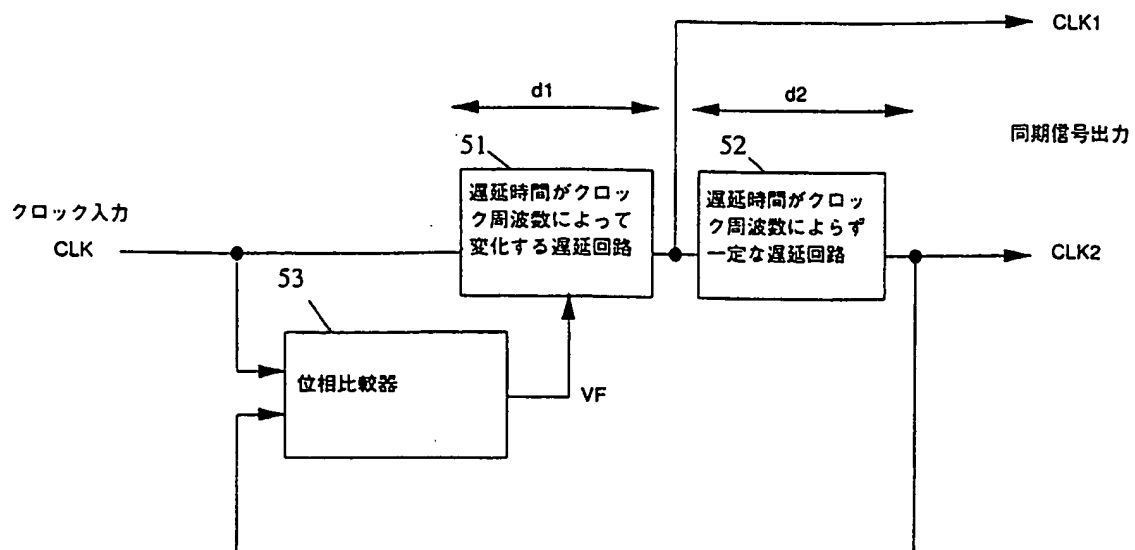 CLK1
d1
d2
同期信号出力
51
52
遅延時間がクロッ
ク周波数によって
変化する遅延回路
遅延時間がクロッ
ク周波数によらず
一定な遅延回路
クロック入力
CLK
CLK2
53
位相比較器
VF